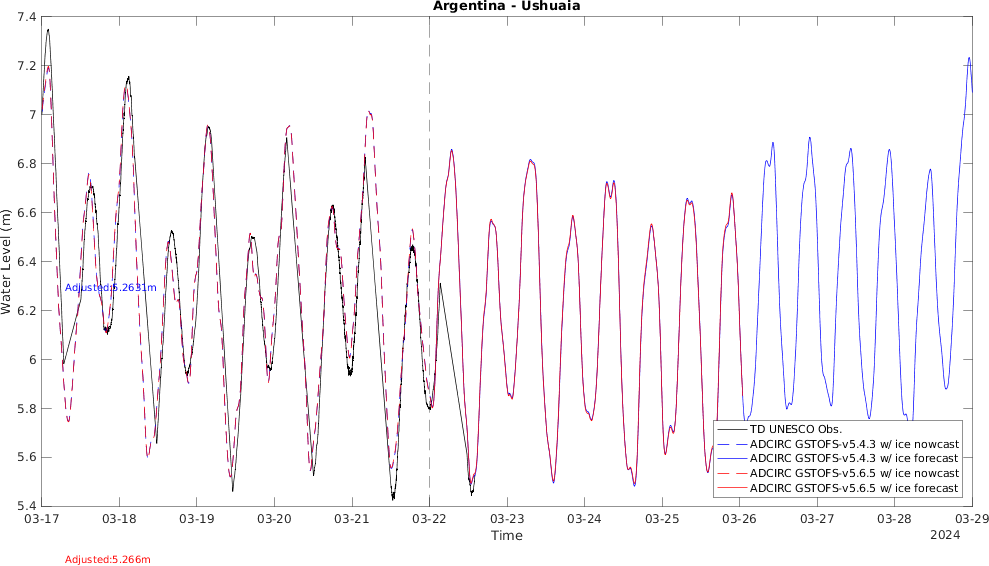 Argentina - Ushuaia
7.4
7.2
7
6.8
6.6
6.4
6.2
6
5.8
5.6
5.4
Water Level (m)
Adjusted:5.2631m
TD UNESCO Obs.
ADCIRC GSTOFS-v5.4.3 w/ ice nowcast
ADCIRC GSTOFS-v5.4.3 w/ ice forecast
ADCIRC GSTOFS-v5.6.5 w/ ice nowcast
ADCIRC GSTOFS-v5.6.5 w/ ice forecast
03-17 03-18 03-19 03-20 03-21 03-22 03-23 03-24 03-25 03-26 03-27 03-28 03-29
Time
2024
Adjusted:5.266m